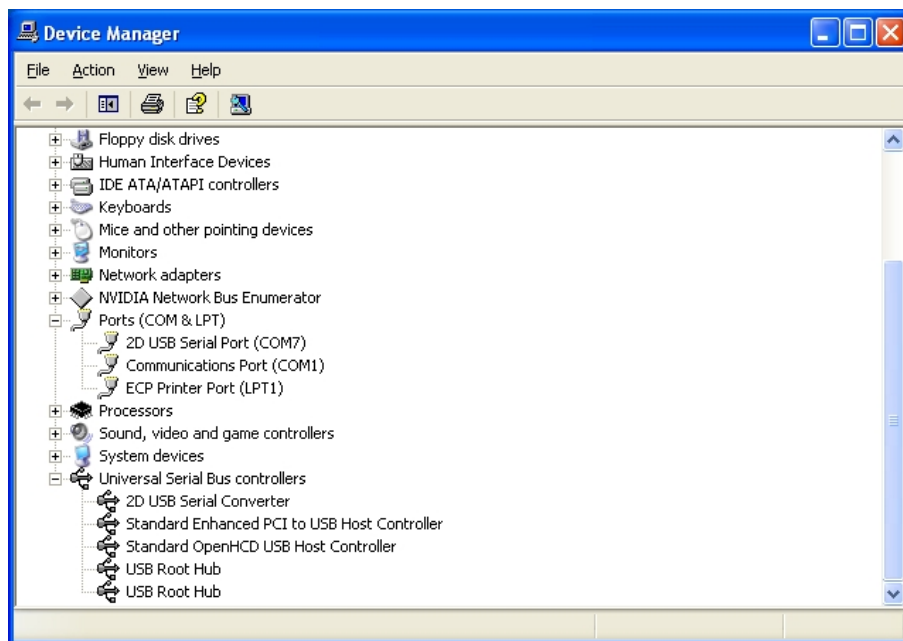 Device Manager
File Action View Help
Floppy disk drives
Human Interface Devices
IDE ATA/ATAPI controllers
Keyboards
Mice and other pointing devices
Monitors
Network adapters
NVIDIA Network Bus Enumerator
Ports (COM & LPT)
2D USB Serial Port (COM7)
Communications Port (COM1)
ECP Printer Port (LPT1)
Processors
Sound, video and game controllers
System devices
Universal Serial Bus controllers
2D USB Serial Converter
Standard Enhanced PCI to USB Host Controller
Standard OpenHCD USB Host Controller
USB Root Hub
USB Root Hub